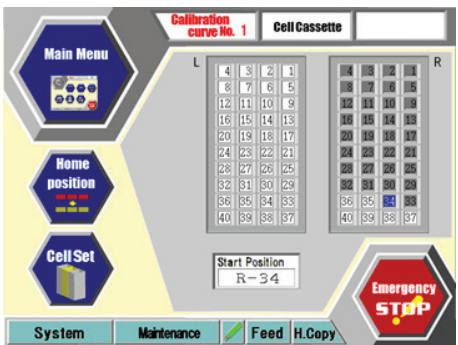 Calibration
curve No. 1
Cell Cassette
Main Menu
L
R
4 3 2 1
8 7 6 5
12 11 10 9
16 15 14 13
20 19 18 17
24 23 22 21
28 27 26 25
32 31 30 29
36 35 34 33
40 39 38 37
4 3 2 1
8 7 6 5
12 11 10 9
16 15 14 13
20 19 18 17
24 23 22 21
28 27 26 25
32 31 30 29
36 35 34 33
40 39 38 37
Home
position
Cell Set
Start Position
R-34
Emergency
STOP
System
Maintenance
Feed
H.Copy